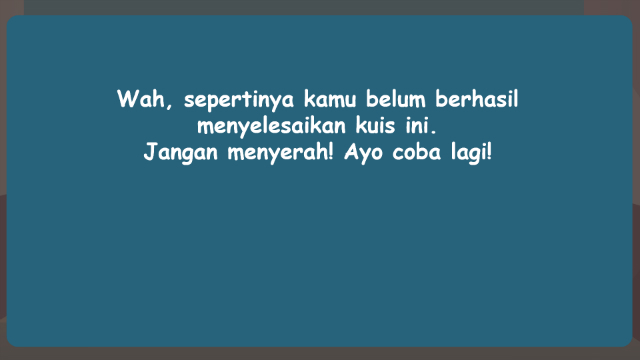 Wah, sepertinya kamu belum berhasil
menyelesaikan kuis ini.
Jangan menyerah! Ayo coba lagi!